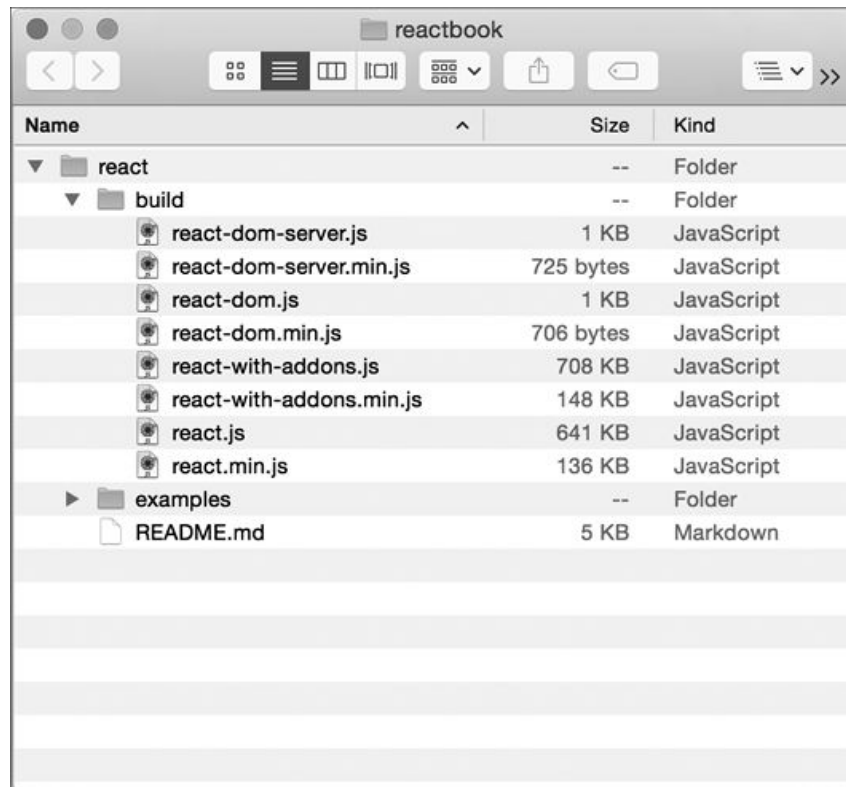 reactbook
Name Size Kind
react -- Folder
build -- Folder
react-dom-server.js 1 KB JavaScript
react-dom-server.min.js 725 bytes JavaScript
react-dom.js 1 KB JavaScript
react-dom.min.js 706 bytes JavaScript
react-with-addons.js 708 KB JavaScript
react-with-addons.min.js 148 KB JavaScript
react.js 641 KB JavaScript
react.min.js 136 KB JavaScript
examples -- Folder
README.md 5 KB Markdown